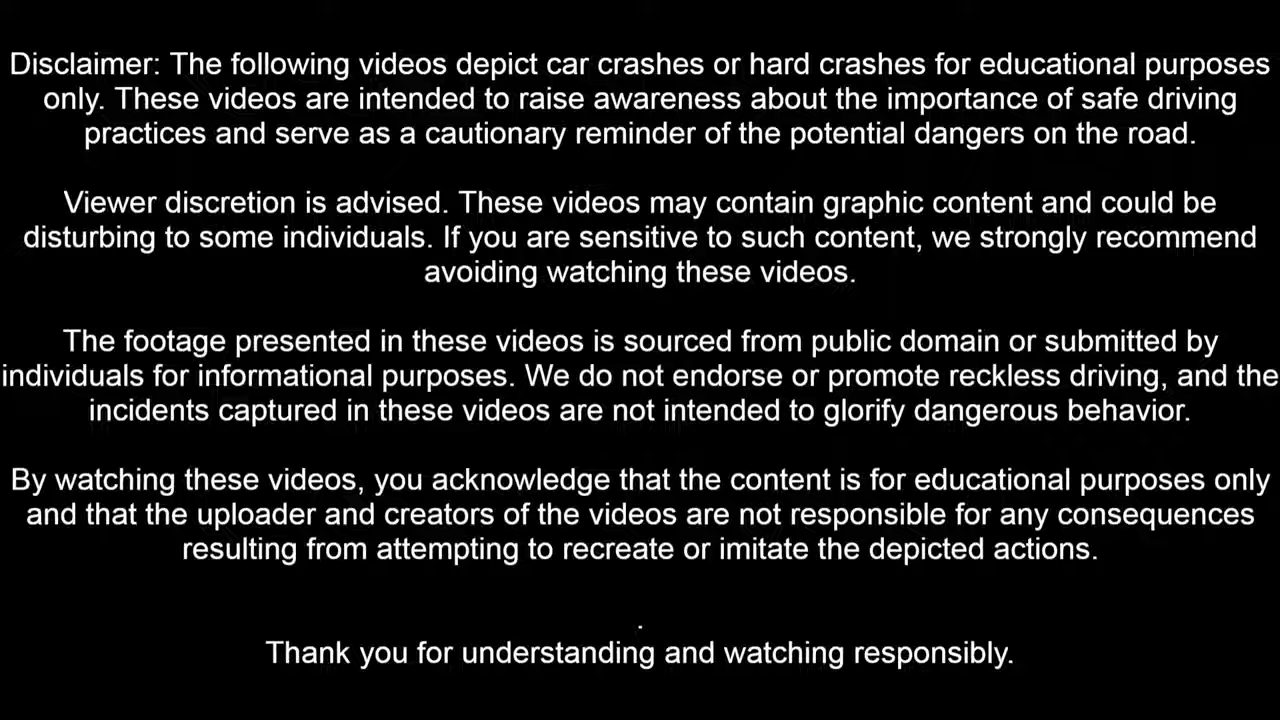 Disclaimer: The following videos depict car crashes or hard crashes for educational purposes
only. These videos are intended to raise awareness about the importance of safe driving
practices and serve as a cautionary reminder of the potential dangers on the road.
Viewer discretion is advised. These videos may contain graphic content and could be
disturbing to some individuals. If you are sensitive to such content, we strongly recommend
avoiding watching these videos.
The footage presented in these videos is sourced from public domain or submitted by
individuals for informational purposes. We do not endorse or promote reckless driving, and the
incidents captured in these videos are not intended to glorify dangerous behavior.
By watching these videos, you acknowledge that the content is for educational purposes only
and that the uploader and creators of the videos are not responsible for any consequences
resulting from attempting to recreate or imitate the depicted actions.
.
Thank you for understanding and watching responsibly.